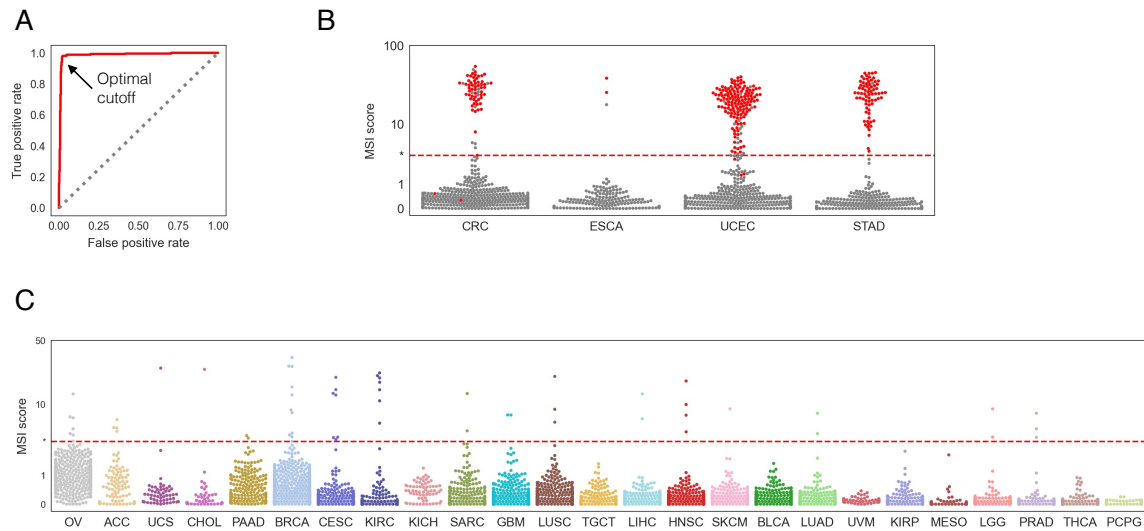 A
1.0
0.8
0.6
0.4
0.2
0.0
True positive rate
Optimal
cutoff
0.00 0.25 0.50 0.75 1.00
False positive rate
B
100
10
*
1
0
MSI score
CRC ESCA UCEC STAD
C
50
10
*
1
0
MSI score
OV ACC UCS CHOL PAAD BRCA CESC KIRC KICH SARC GBM LUSC TGCT LIHC HNSC SKCM BLCA LUAD UVM KIRP MESO LGG PRAD THCA PCPG